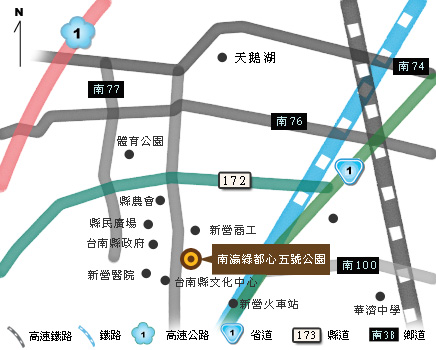 N
1
天鵝湖
南74
南77
南76
體育公園
172
1
縣農會
縣民廣場
新營商工
台南縣政府
南瀛綠都心五號公園
南100
新營醫院
台南縣文化中心
新營火車站
華濟中學
高速鐵路 鐵路 1 高速公路 1 省道 173 縣道 南3B 鄉道